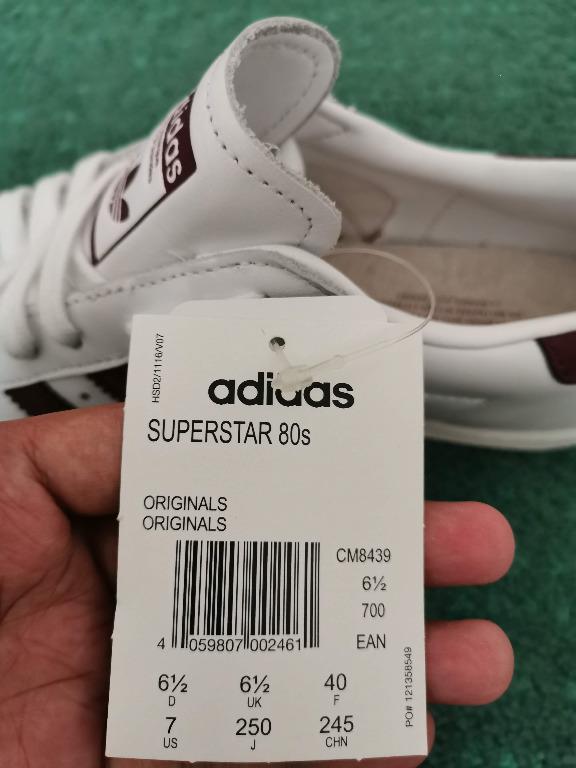 adidas
HSD2/1116/V07
adidas
SUPERSTAR 80s
ORIGINALS
ORIGINALS
CM8439
6½
700
4 059807 002461 EAN
6½ 6½ 40
D UK F
7 250 245
US J CHN
PO# 121358549